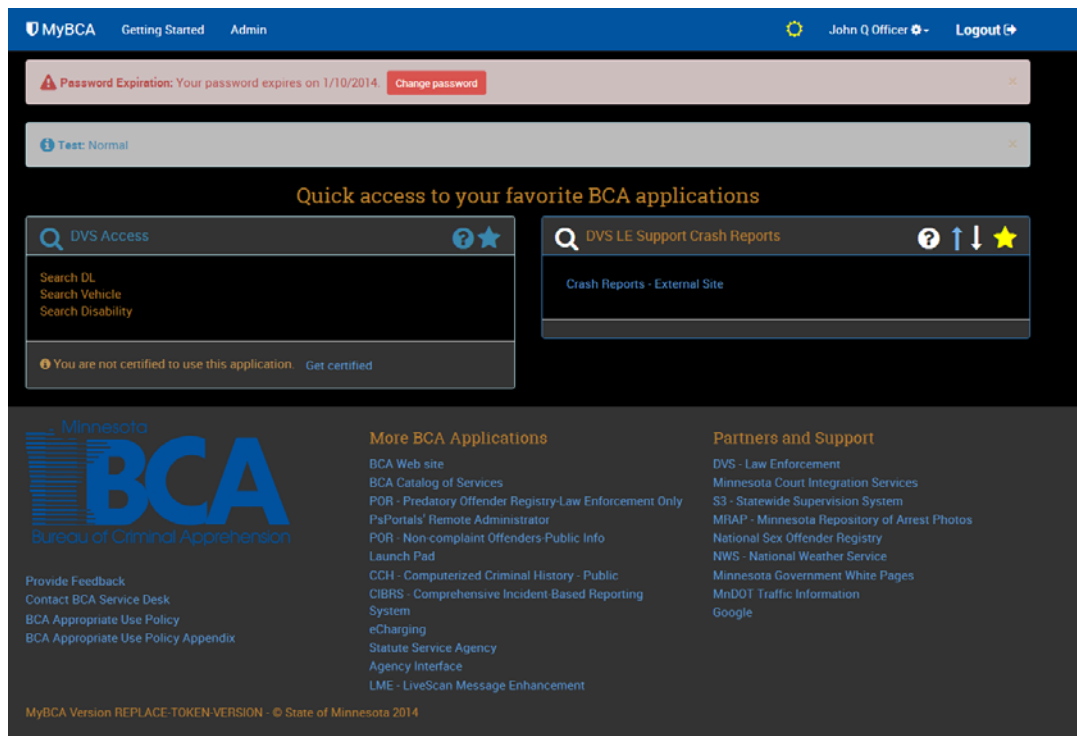 MyBCA Getting Started Admin John Q Officer Logout
Password Expiration: Your password expires on 1/10/2014. Change password ×
Test: Normal ×
Quick access to your favorite BCA applications
DVS Access
Search DL
Search Vehicle
Search Disability
You are not certified to use this application. Get certified
DVS LE Support Crash Reports
Crash Reports - External Site
Minnesota
BCA
Bureau of Criminal Apprehension
Provide Feedback
Contact BCA Service Desk
BCA Appropriate Use Policy
BCA Appropriate Use Policy Appendix
More BCA Applications
BCA Web site
BCA Catalog of Services
POR - Predatory Offender Registry-Law Enforcement Only
PsPortals' Remote Administrator
POR - Non-complaint Offenders-Public Info
Launch Pad
CCH - Computerized Criminal History - Public
CIBRS - Comprehensive Incident-Based Reporting
System
eCharging
Statute Service Agency
Agency Interface
LME - LiveScan Message Enhancement
Partners and Support
DVS - Law Enforcement
Minnesota Court Integration Services
S3 - Statewide Supervision System
MRAP - Minnesota Repository of Arrest Photos
National Sex Offender Registry
NWS - National Weather Service
Minnesota Government White Pages
MnDOT Traffic Information
Google
MyBCA Version REPLACE-TOKEN-VERSION - © State of Minnesota 2014